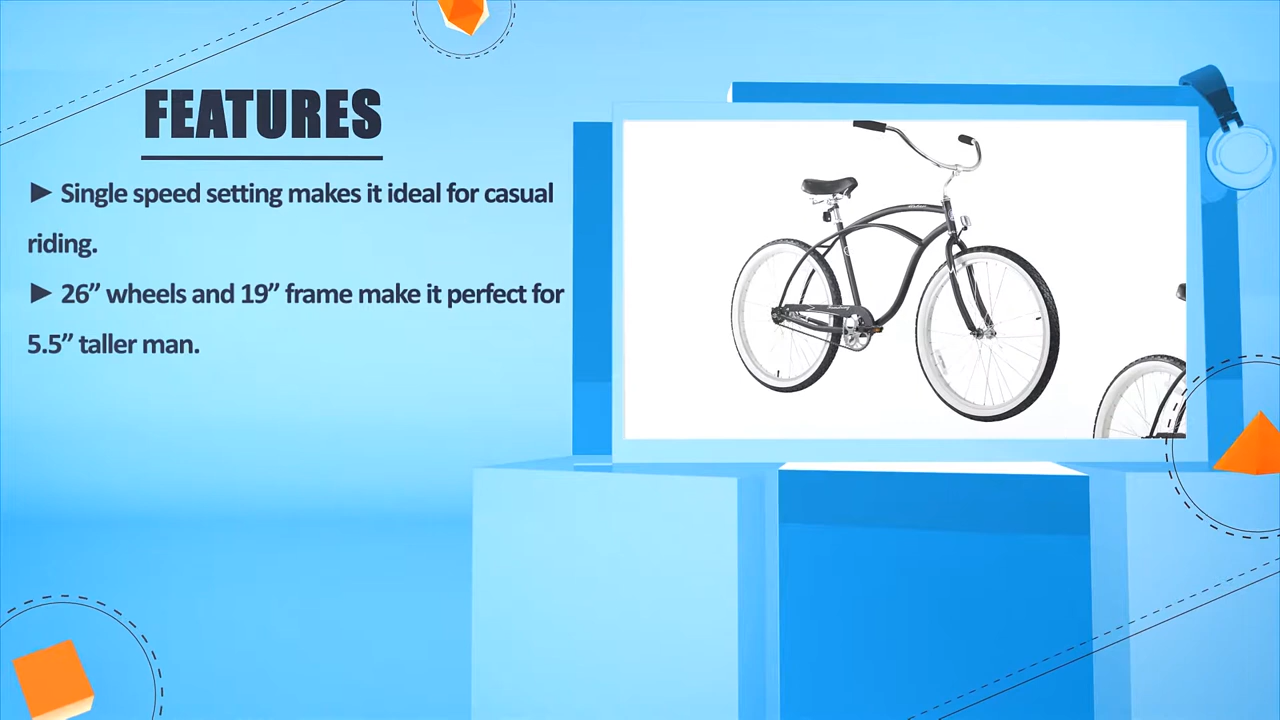 FEATURES
► Single speed setting makes it ideal for casual
riding.
► 26” wheels and 19” frame make it perfect for
5.5” taller man.